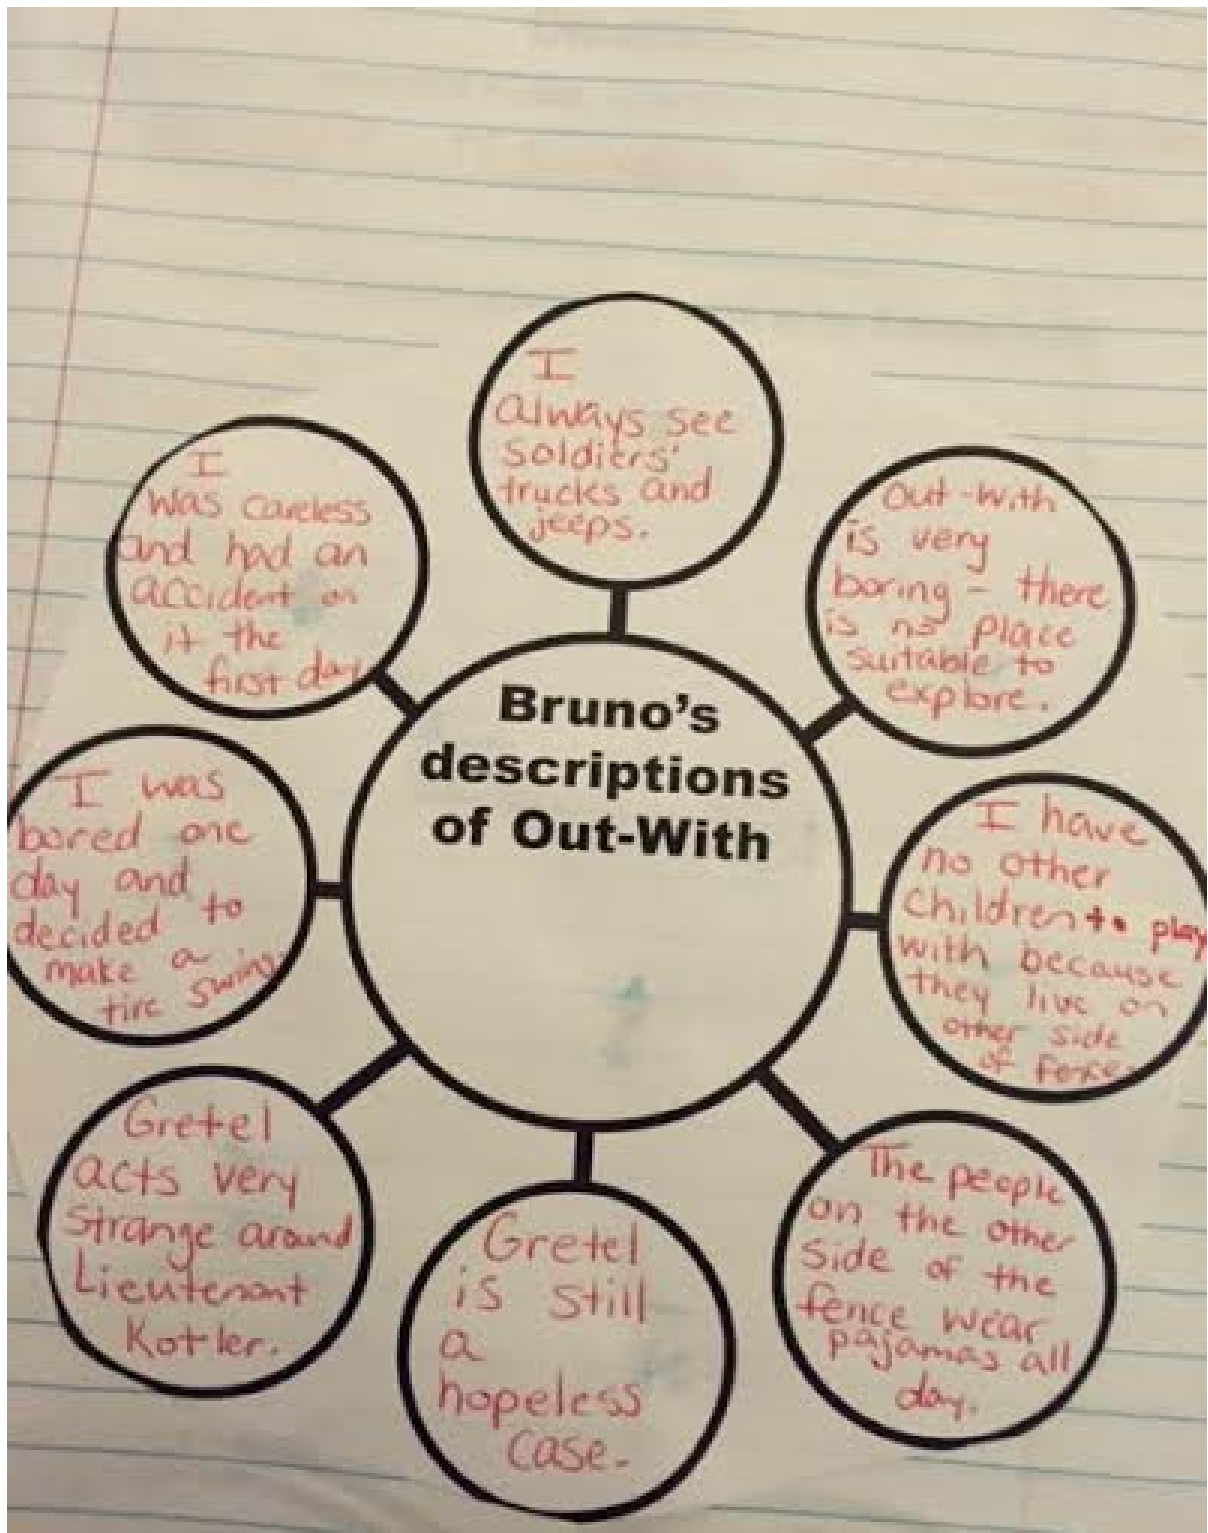 Bruno's
descriptions
of Out-With
I
always see
soldiers'
trucks and
jeeps.
Out-with
is very
boring - there
is no place
suitable to
explore.
I have
no other
children to play
with because
they live on
other side
of fence.
The people
on the other
side of the
fence wear
pajamas all
day.
Gretel
is still
a
hopeless
case.
Gretel
acts very
strange around
Lieutenant
Kotler.
I was
bored one
day and
decided to
make a
tire swing.
I
was careless
and had an
accident on
it the
first day